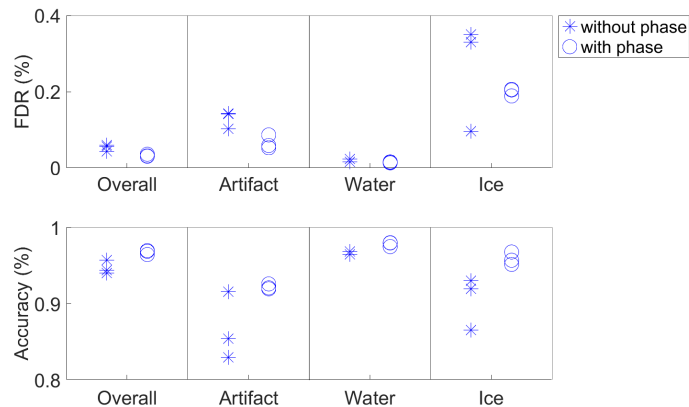 0.4
0.2
0
FDR (%)
Overall
Artifact
Water
Ice
without phase
with phase
1
0.9
0.8
Accuracy (%)
Overall
Artifact
Water
Ice